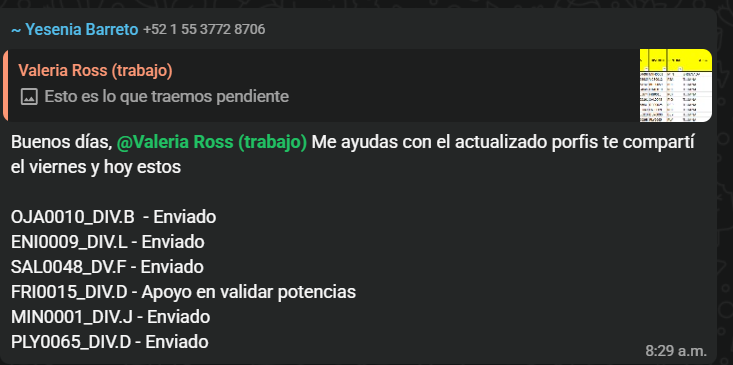 ~ Yesenia Barreto +52 1 55 3772 8706
Valeria Ross (trabajo)
Esto es lo que traemos pendiente
Buenos días, @Valeria Ross (trabajo) Me ayudas con el actualizado porfis te compartí
el viernes y hoy estos
OJA0010_DIV.B - Enviado
ENI0009_DIV.L - Enviado
SAL0048_DV.F - Enviado
FRI0015_DIV.D - Apoyo en validar potencias
MIN0001_DIV.J - Enviado
PLY0065_DIV.D - Enviado
8:29 a.m.